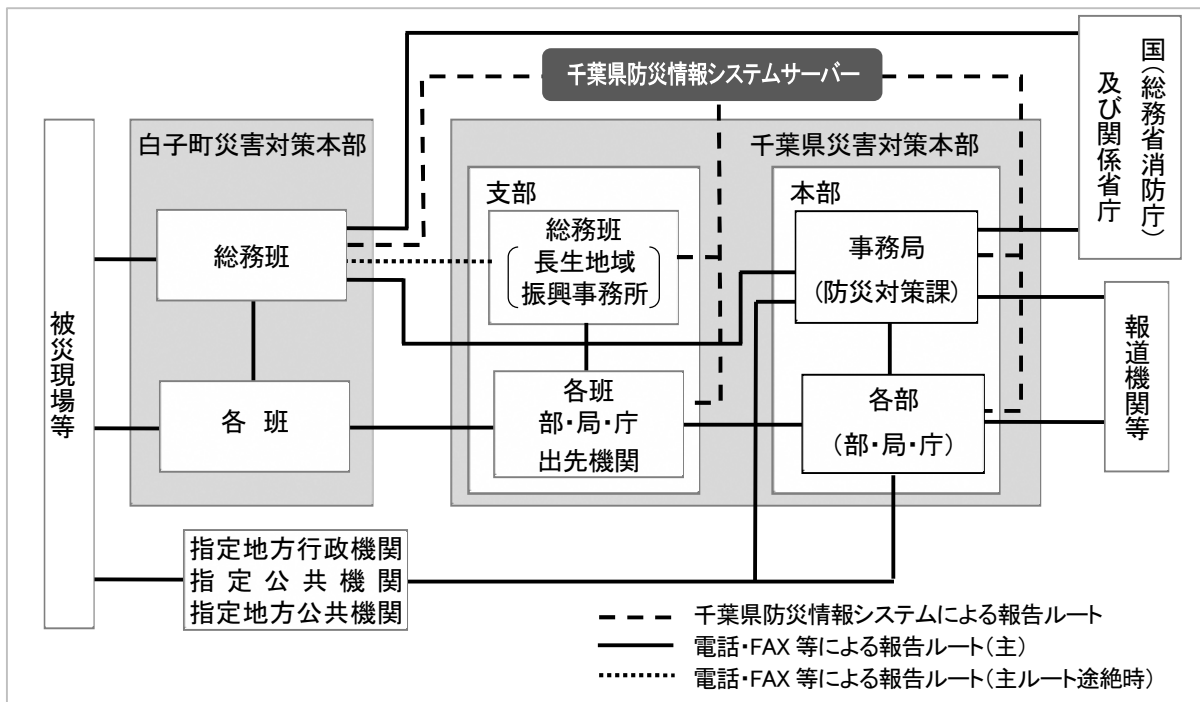 国(総務省消防庁)
及び関係省庁
千葉県防災情報システムサーバー
被災現場等
白子町災害対策本部
総務班
各 班
千葉県災害対策本部
支部
総務班
長生地域
振興事務所
各班
部・局・庁
出先機関
本部
事務局
(防災対策課)
各部
(部・局・庁)
報道機関等
指定地方行政機関
指定公共機関
指定地方公共機関
千葉県防災情報システムによる報告ルート
電話・FAX 等による報告ルート(主)
電話・FAX 等による報告ルート(主ルート途絶時)